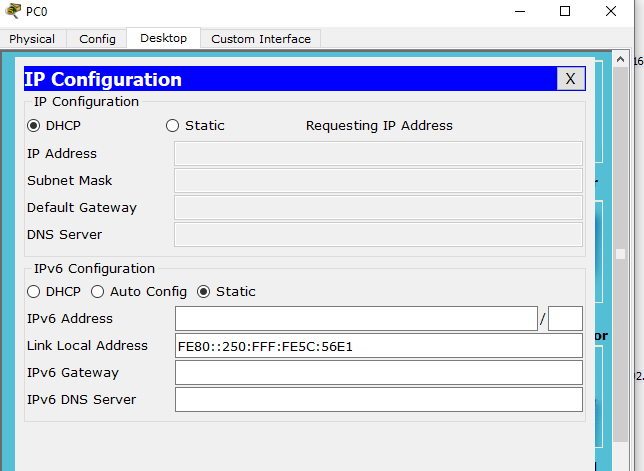 PC0
Physical Config Desktop Custom Interface
IP Configuration X
IP Configuration
DHCP Static Requesting IP Address
IP Address
Subnet Mask
Default Gateway
DNS Server
IPv6 Configuration
DHCP Auto Config Static
IPv6 Address /
Link Local Address FE80::250:FFF:FE5C:56E1
IPv6 Gateway
IPv6 DNS Server
16
or